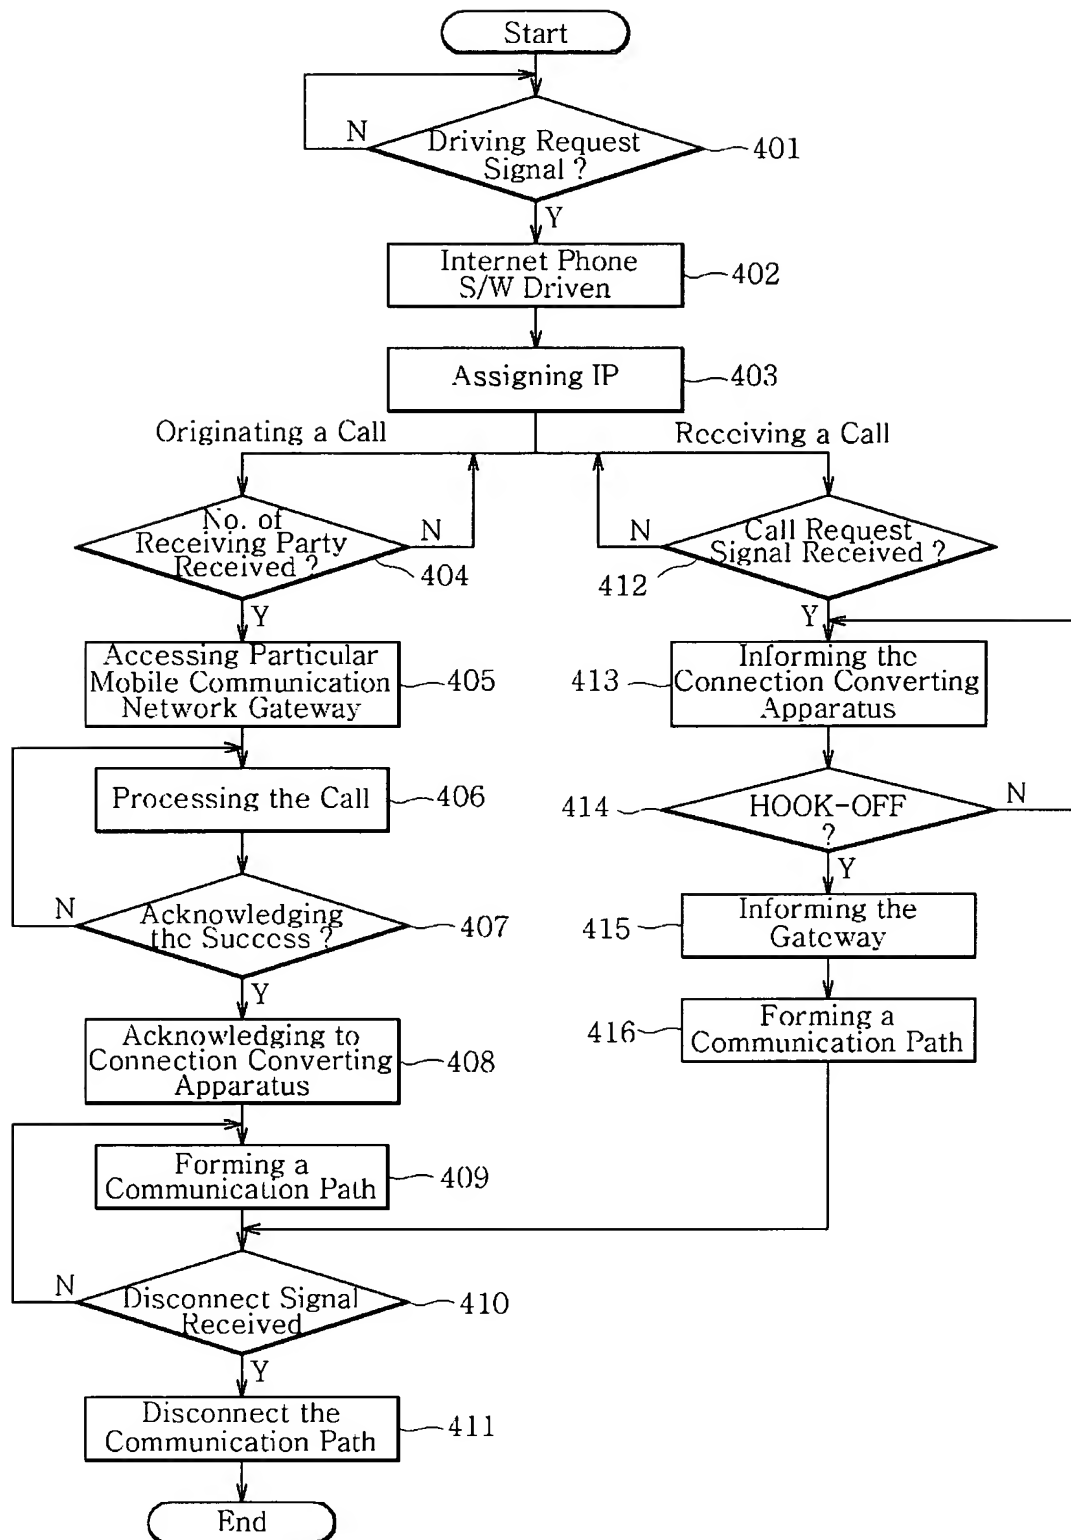 Start
N
Driving Request
Signal ?
401
Y
Internet Phone
S/W Driven
402
Assigning IP
403
Originating a Call
Receiving a Call
No. of
Receiving Party
Received ?
N
404
Y
N
Call Request
Signal Received ?
412
Y
Accessing Particular
Mobile Communication
Network Gateway
405
413
Informing the
Connection Converting
Apparatus
Processing the Call
406
414
HOOK-OFF
?
N
Y
N
Acknowledging
the Success ?
407
Y
415
Informing the
Gateway
Acknowledging to
Connection Converting
Apparatus
408
416
Forming a
Communication Path
Forming a
Communication Path
409
N
Disconnect Signal
Received
410
Y
Disconnect the
Communication Path
411
End